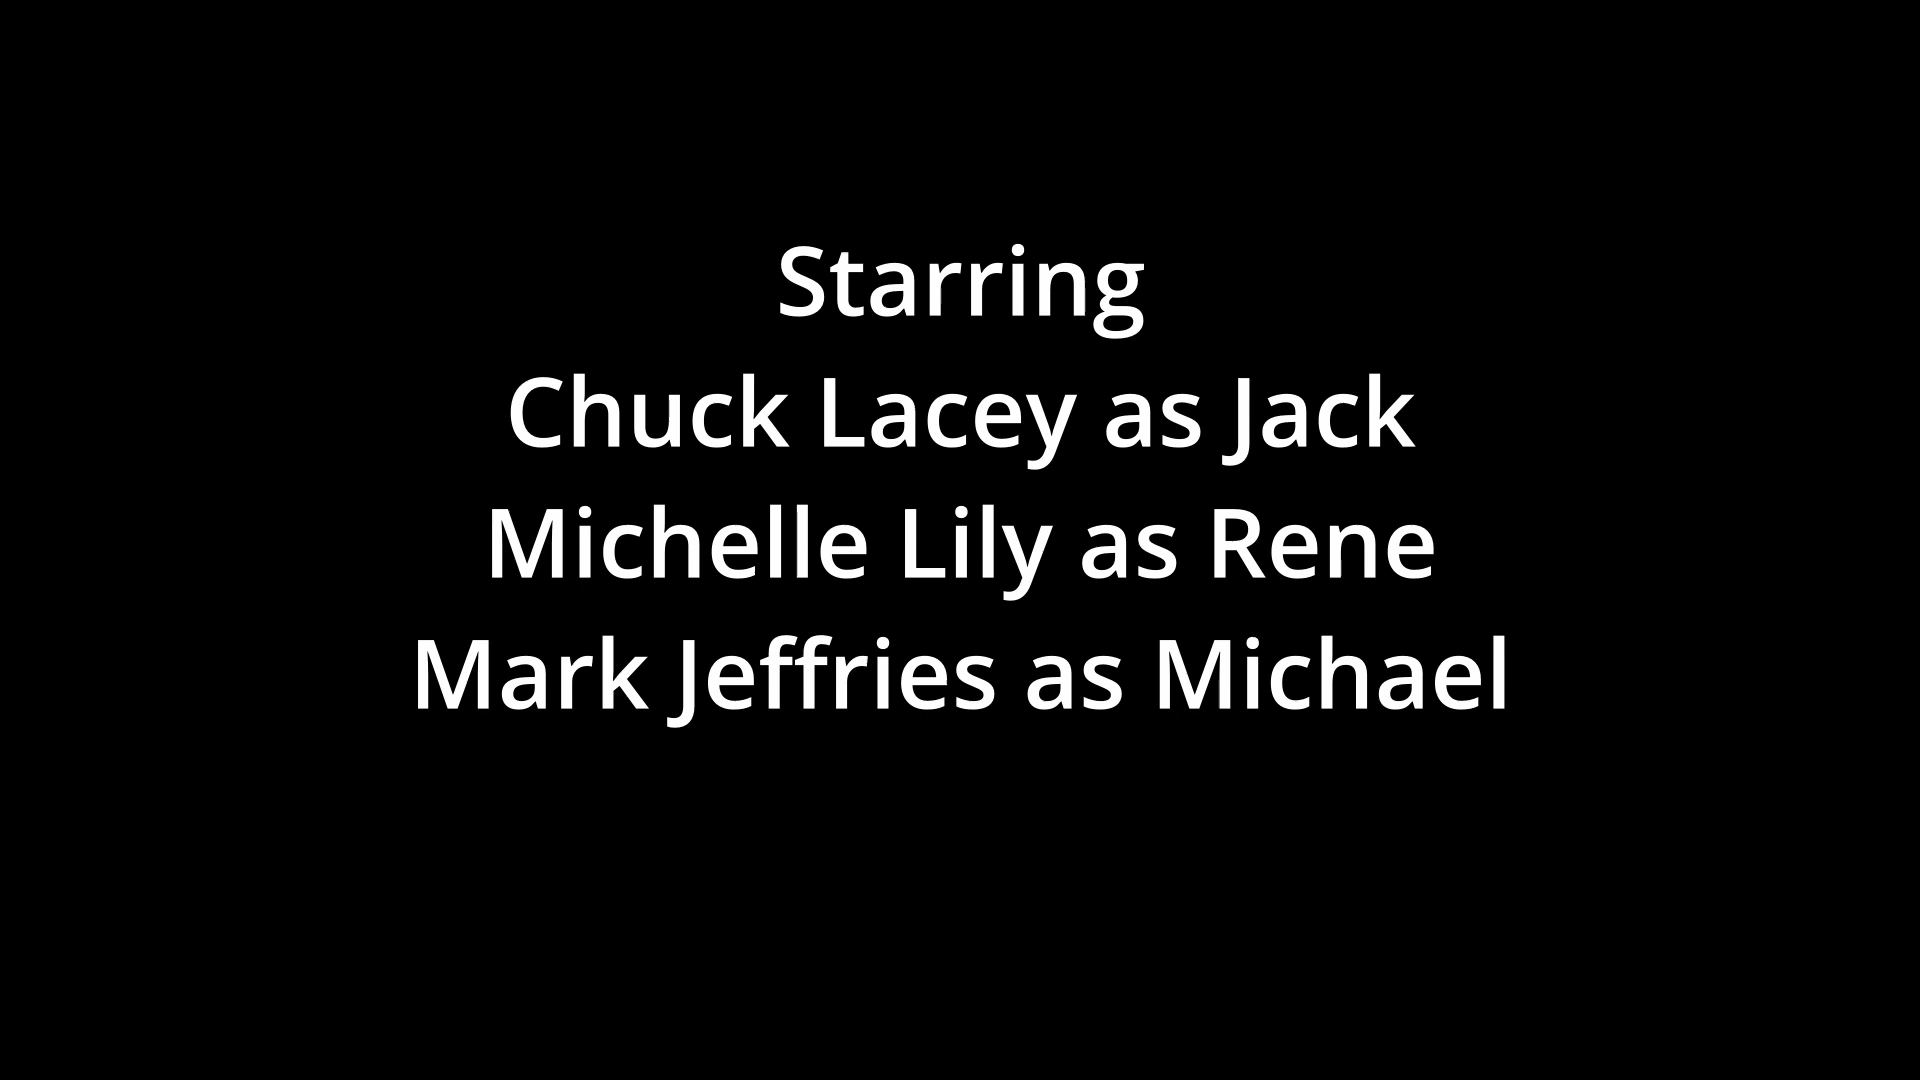 Starring
Chuck Lacey as Jack
Michelle Lily as Rene
Mark Jeffries as Michael